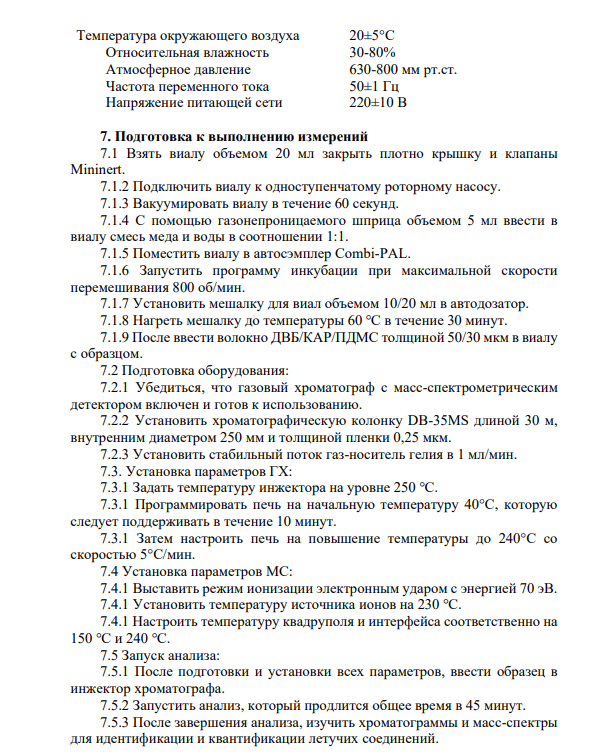 Температура окружающего воздуха 20±5°С
Относительная влажность 30-80%
Атмосферное давление 630-800 мм рт.ст.
Частота переменного тока 50±1 Гц
Напряжение питающей сети 220±10 В
7. Подготовка к выполнению измерений
7.1 Взять виалу объемом 20 мл закрыть плотно крышку и клапаны
Mininert.
7.1.2 Подключить виалу к одноступенчатому роторному насосу.
7.1.3 Вакуумировать виалу в течение 60 секунд.
7.1.4 С помощью газонепроницаемого шприца объемом 5 мл ввести в
виалу смесь меда и воды в соотношении 1:1.
7.1.5 Поместить виалу в автосэмплер Combi-PAL.
7.1.6 Запустить программу инкубации при максимальной скорости
перемешивания 800 об/мин.
7.1.7 Установить мешалку для виал объемом 10/20 мл в автодозатор.
7.1.8 Нагреть мешалку до температуры 60 ℃ в течение 30 минут.
7.1.9 После ввести волокно ДВБ/КАР/ПДМС толщиной 50/30 мкм в виалу
с образцом.
7.2 Подготовка оборудования:
7.2.1 Убедиться, что газовый хроматограф с масс-спектрометрическим
детектором включен и готов к использованию.
7.2.2 Установить хроматографическую колонку DB-35MS длиной 30 м,
внутренним диаметром 250 мм и толщиной пленки 0,25 мкм.
7.2.3 Установить стабильный поток газ-носитель гелия в 1 мл/мин.
7.3. Установка параметров ГХ:
7.3.1 Задать температуру инжектора на уровне 250 ℃.
7.3.1 Программировать печь на начальную температуру 40°С, которую
следует поддерживать в течение 10 минут.
7.3.1 Затем настроить печь на повышение температуры до 240°С со
скоростью 5°С/мин.
7.4 Установка параметров МС:
7.4.1 Выставить режим ионизации электронным ударом с энергией 70 эВ.
7.4.1 Установить температуру источника ионов на 230 ℃.
7.4.1 Настроить температуру квадруполя и интерфейса соответственно на
150 ℃ и 240 ℃.
7.5 Запуск анализа:
7.5.1 После подготовки и установки всех параметров, ввести образец в
инжектор хроматографа.
7.5.2 Запустить анализ, который продлится общее время в 45 минут.
7.5.3 После завершения анализа, изучить хроматограммы и масс-спектры
для идентификации и квантификации летучих соединений.